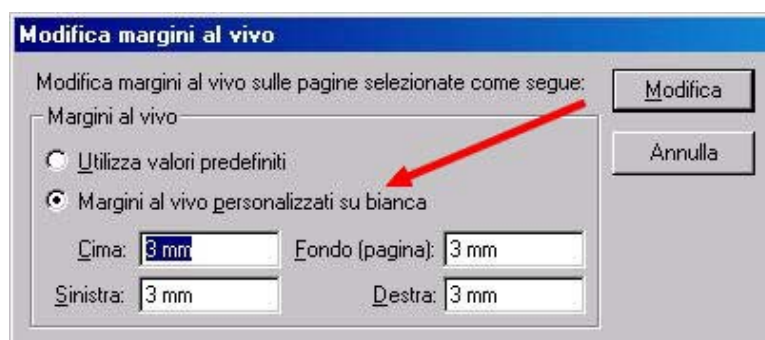 Modifica margini al vivo
Modifica margini al vivo sulle pagine selezionate come segue:
Modifica
Margini al vivo
Annulla
Utilizza valori predefiniti
Margini al vivo personalizzati su bianca
Cima: 3 mm Fondo (pagina): 3 mm
Sinistra: 3 mm Destra: 3 mm